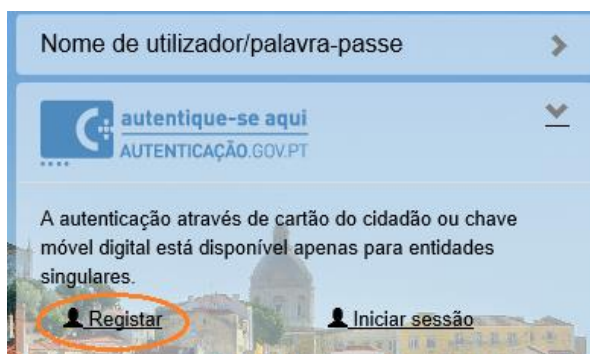 Nome de utilizador/palavra-passe
autentique-se aqui
AUTENTICAÇÃO.GOV.PT
A autenticação através de cartão do cidadão ou chave
móvel digital está disponível apenas para entidades
singulares.
Registar
Iniciar sessão